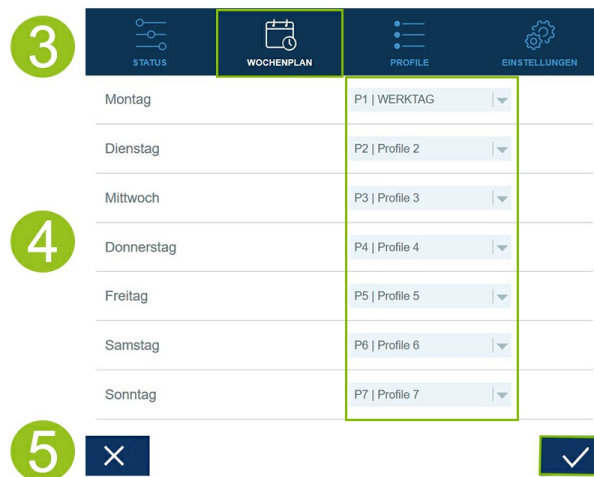 3
STATUS WOCHENPLAN PROFILE EINSTELLUNGEN
Montag P1 | WERKTAG
Dienstag P2 | Profile 2
Mittwoch P3 | Profile 3
4
Donnerstag P4 | Profile 4
Freitag P5 | Profile 5
Samstag P6 | Profile 6
Sonntag P7 | Profile 7
5